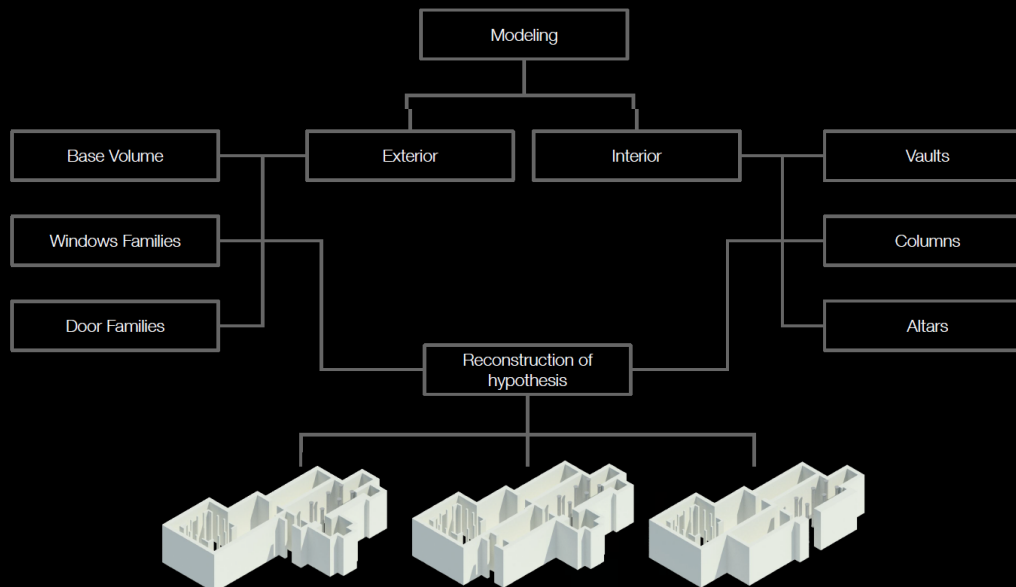 Modeling
Base Volume
Exterior
Interior
Vaults
Windows Families
Columns
Door Families
Altars
Reconstruction of
hypothesis